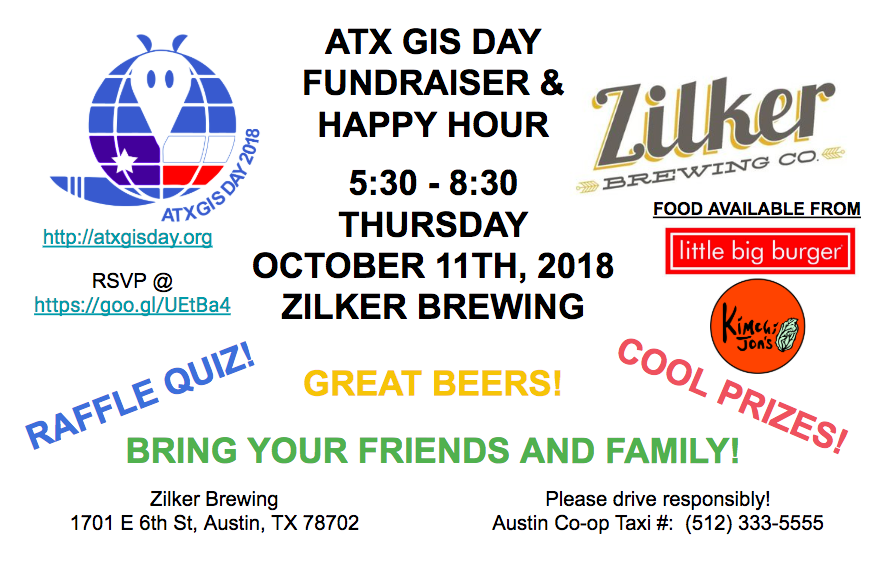 ATX GIS DAY
FUNDRAISER &
HAPPY HOUR
5:30 - 8:30
THURSDAY
OCTOBER 11TH, 2018
ZILKER BREWING
ATX GIS DAY 2018
http://atxgisday.org
RSVP @
https://goo.gl/UEtBa4
Zilker
BREWING CO.
FOOD AVAILABLE FROM
little big burger
Kimchi
Jon's
RAFFLE QUIZ!
GREAT BEERS!
COOL PRIZES!
BRING YOUR FRIENDS AND FAMILY!
Zilker Brewing
1701 E 6th St, Austin, TX 78702
Please drive responsibly!
Austin Co-op Taxi #: (512) 333-5555